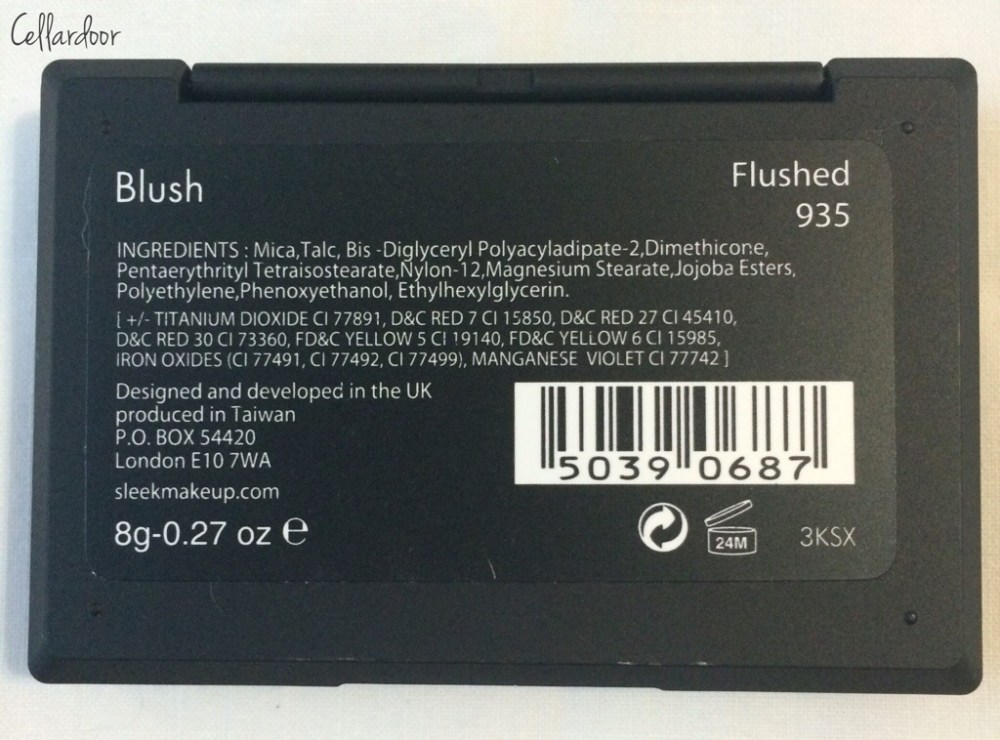 Cellardoor
Blush
Flushed
935
INGREDIENTS : Mica,Talc, Bis -Diglyceryl Polyacyladipate-2,Dimethicone,
Pentaerythrityl Tetraisostearate,Nylon-12,Magnesium Stearate,Jojoba Esters,
Polyethylene,Phenoxyethanol, Ethylhexylglycerin.
[ +/- TITANIUM DIOXIDE CI 77891, D&C RED 7 CI 15850, D&C RED 27 CI 45410,
D&C RED 30 CI 73360, FD&C YELLOW 5 CI 19140, FD&C YELLOW 6 CI 15985,
IRON OXIDES (CI 77491, CI 77492, CI 77499), MANGANESE VIOLET CI 77742 ]
Designed and developed in the UK
produced in Taiwan
P.O. BOX 54420
London E10 7WA
sleekmakeup.com
8g-0.27 oz ℮
5039 0687
24M
3KSX